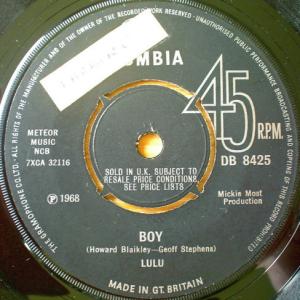 ALL RIGHTS OF THE MANUFACTURER AND OF THE OWNER OF THE RECORDED WORK RESERVED. UNAUTHORISED PUBLIC PERFORMANCE BROADCASTING AND COPYING OF THIS RECORD PROHIBITED
THE GRAMOPHONE CO. LTD.
UMBIA
45
R.P.M.
METEOR
MUSIC
NCB
7XCA 32116
DB 8425
SOLD IN U.K. SUBJECT TO
RESALE PRICE CONDITIONS,
SEE PRICE LISTS
Ⓟ 1968
Mickie Most
Production
BOY
(Howard Blaikley—Geoff Stephens)
LULU
MADE IN GT. BRITAIN